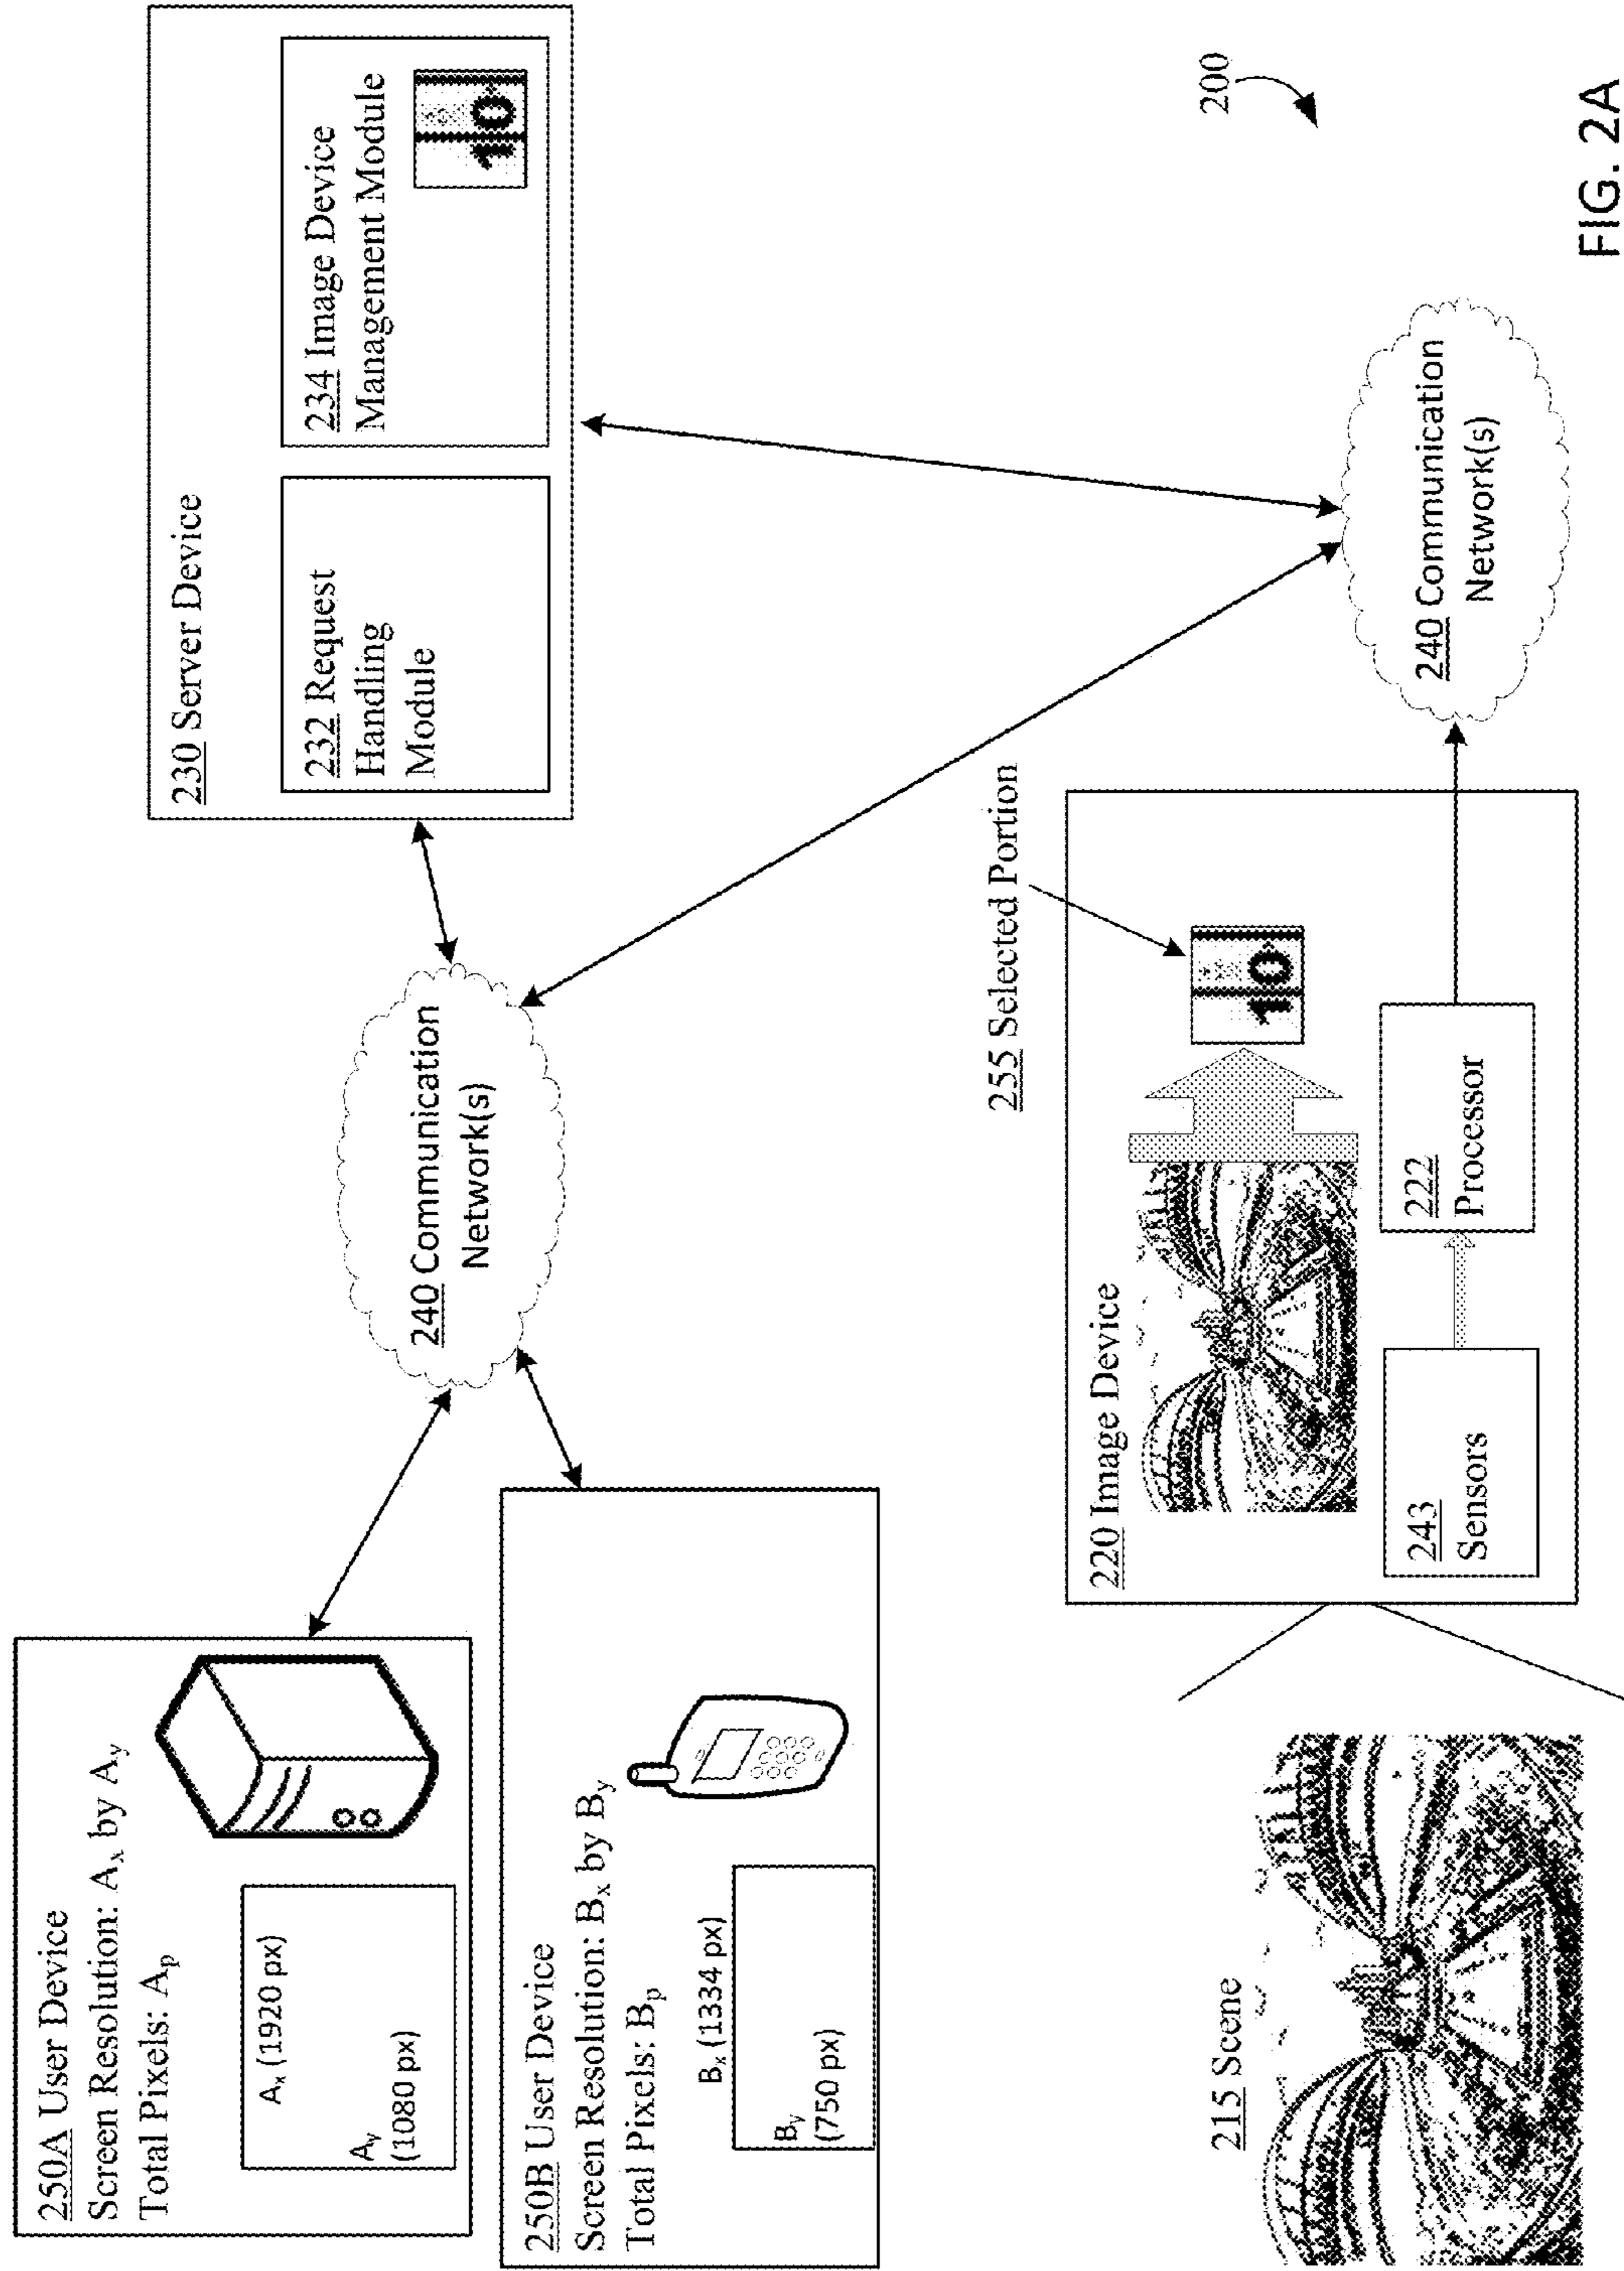 250A User Device
Screen Resolution: Ax by Ay
Total Pixels: Ap
Ax (1920 px)
Ay
(1080 px)
250B User Device
Screen Resolution: Bx by By
Total Pixels: Bp
Bx (1334 px)
By
(750 px)
240 Communication
Network(s)
230 Server Device
232 Request
Handling
Module
234 Image Device
Management Module
10
215 Scene
220 Image Device
243
Sensors
222
Processor
255 Selected Portion
10
240 Communication
Network(s)
200
FIG. 2A